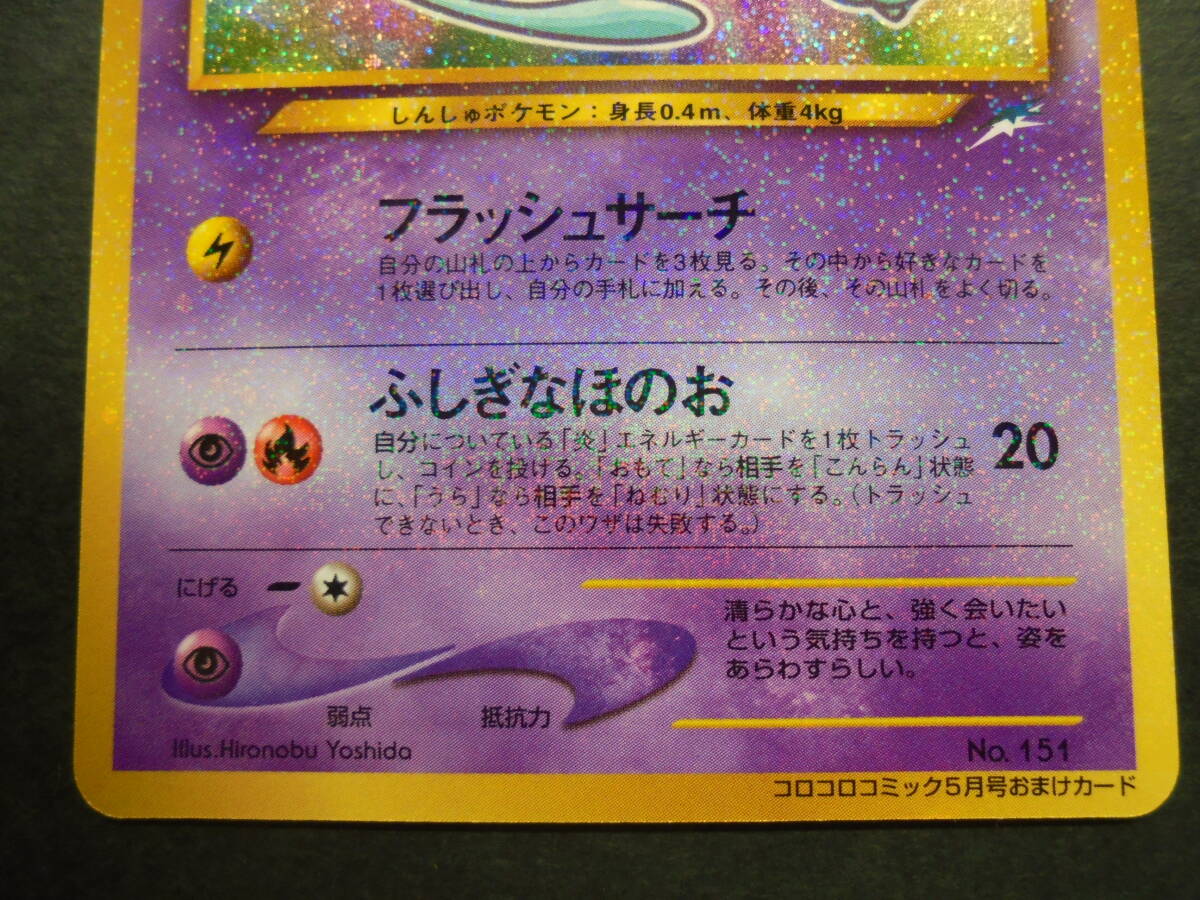 しんしゅポケモン：身長0.4m、体重4kg
フラッシュサーチ
自分の山札の上からカードを3枚見る。その中から好きなカードを
1枚選び出し、自分の手札に加える。その後、その山札をよく切る。
ふしぎなほのお
20
自分についている「炎」エネルギーカードを1枚トラッシュ
し、コインを投げる。「おもて」なら相手を「こんらん」状態
に、「うら」なら相手を「ねむり」状態にする。（トラッシュ
できないとき、このワザは失敗する。）
にげる
清らかな心と、強く会いたい
という気持ちを持つと、姿を
あらわすらしい。
弱点
抵抗力
Illus.Hironobu Yoshida
No. 151
コロコロコミック5月号おまけカード